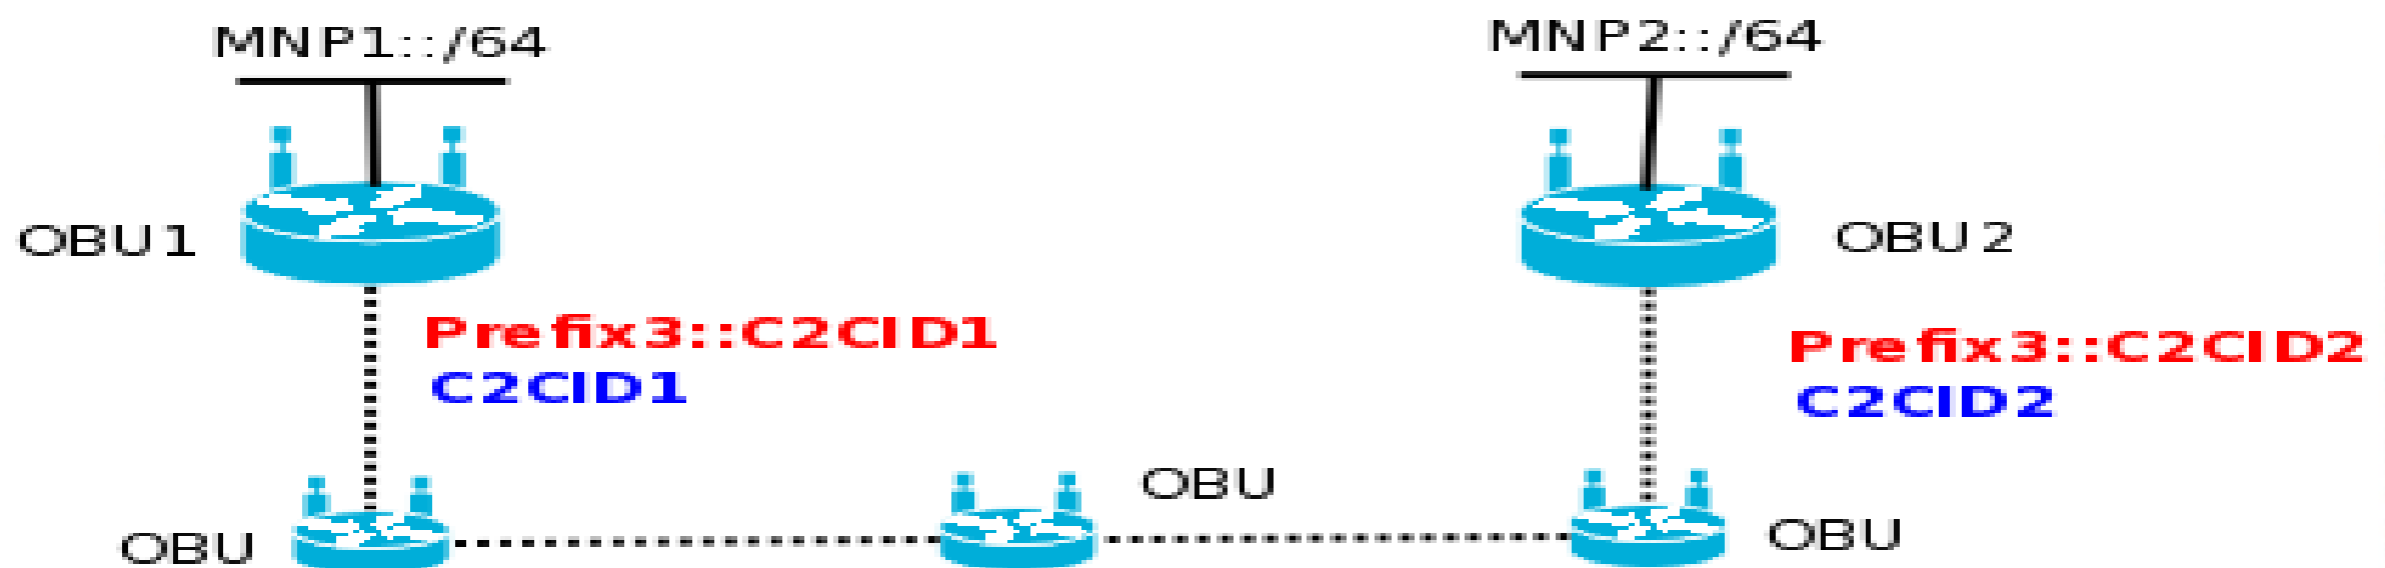 MNP1::/64
MNP2::/64
OBU1
OBU2
Prefix3::C2CID1
C2CID1
Prefix3::C2CID2
C2CID2
OBU
OBU
OBU